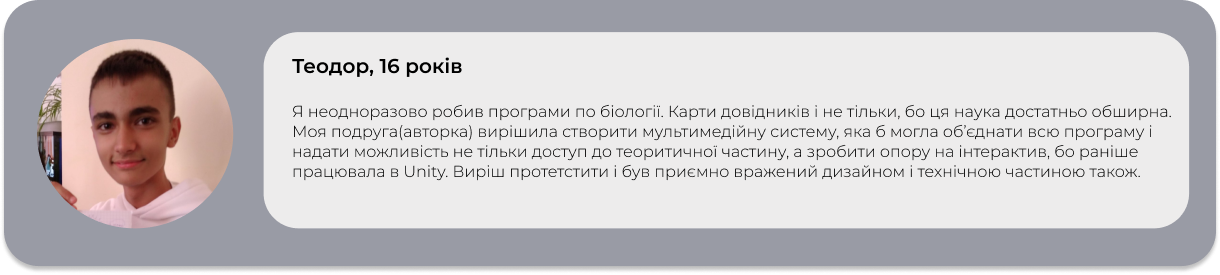 Теодор, 16 років
Я неодноразово робив програми по біології. Карти довідників і не тільки, бо ця наука достатньо обширна.
Моя подруга(авторка) вирішила створити мультимедійну систему, яка б могла об'єднати всю програму і
надати можливість не тільки доступ до теоритичної частину, а зробити опору на інтерактив, бо раніше
працювала в Unity. Виріш протетстити і був приємно вражений дизайном і технічною частиною також.